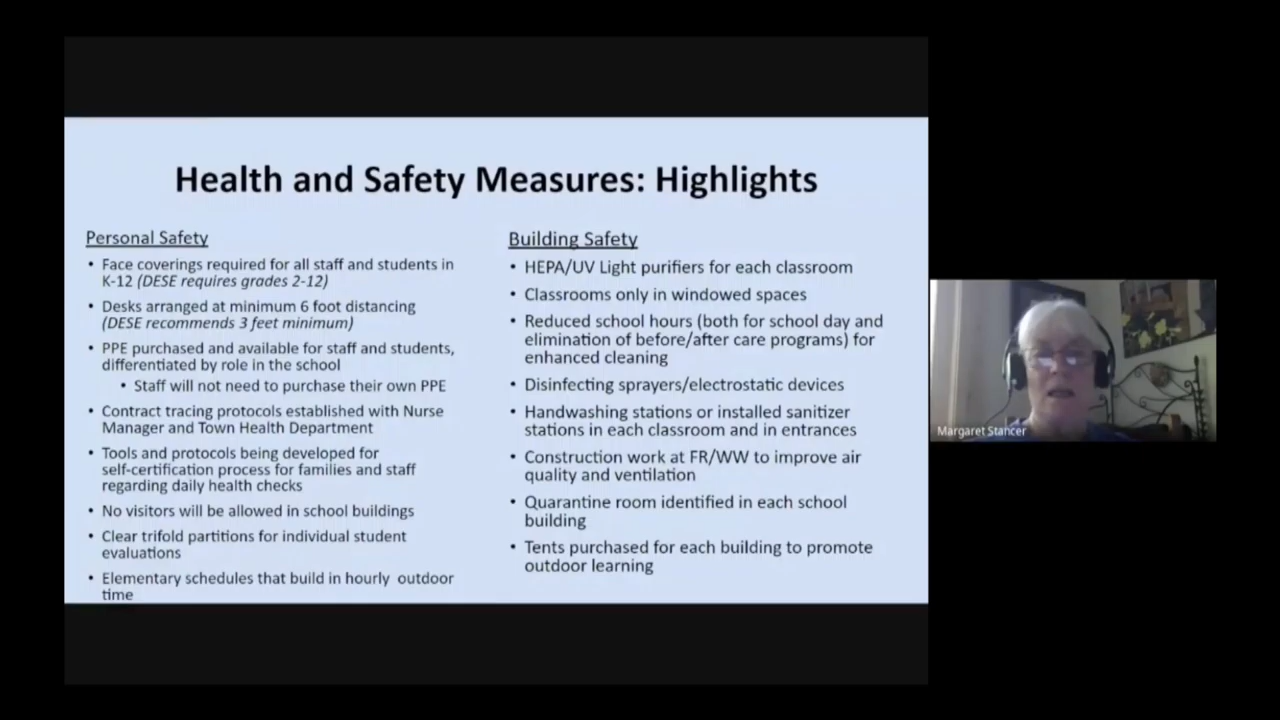 Health and Safety Measures: Highlights
Personal Safety
• Face coverings required for all staff and students in
K-12 (DESE requires grades 2-12)
• Desks arranged at minimum 6 foot distancing
(DESE recommends 3 feet minimum)
• PPE purchased and available for staff and students,
differentiated by role in the school
• Staff will not need to purchase their own PPE
• Contract tracing protocols established with Nurse
Manager and Town Health Department
• Tools and protocols being developed for
self-certification process for families and staff
regarding daily health checks
• No visitors will be allowed in school buildings
• Clear trifold partitions for individual student
evaluations
• Elementary schedules that build in hourly outdoor
time
Building Safety
• HEPA/UV Light purifiers for each classroom
• Classrooms only in windowed spaces
• Reduced school hours (both for school day and
elimination of before/after care programs) for
enhanced cleaning
• Disinfecting sprayers/electrostatic devices
• Handwashing stations or installed sanitizer
stations in each classroom and in entrances
• Construction work at FR/WW to improve air
quality and ventilation
• Quarantine room identified in each school
building
• Tents purchased for each building to promote
outdoor learning
Margaret Stancer